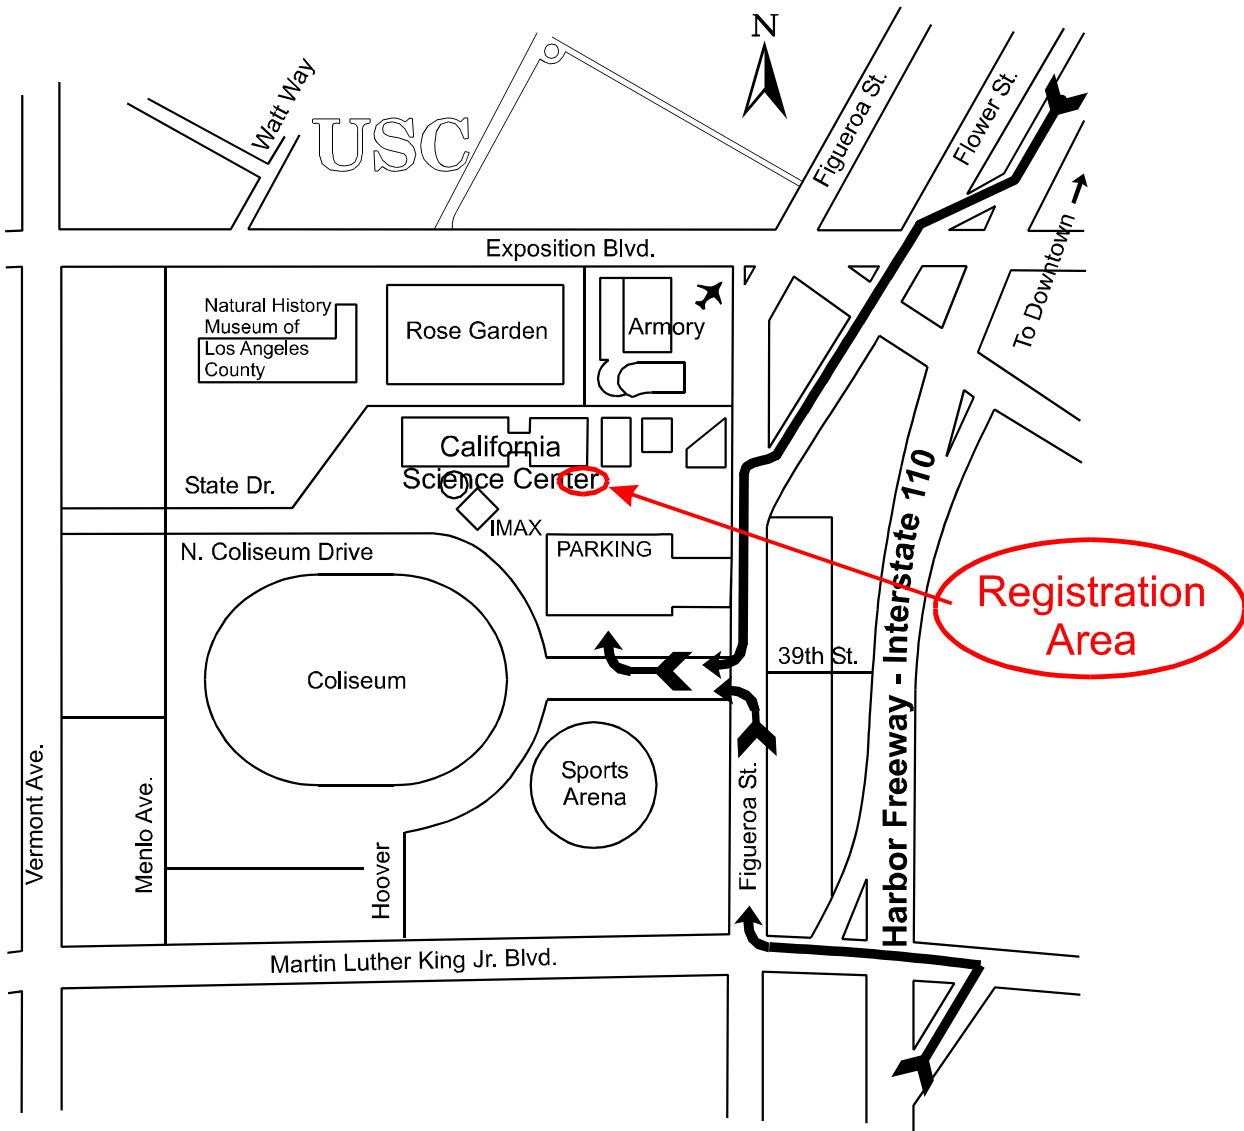 N
Watt Way
USC
Figueroa St.
Flower St.
Exposition Blvd.
To Downtown
Natural History
Museum of
Los Angeles
County
Rose Garden
Armory
California
Science Center
State Dr.
IMAX
N. Coliseum Drive
PARKING
Harbor Freeway - Interstate 110
Registration
Area
Coliseum
39th St.
Sports
Arena
Vermont Ave.
Menlo Ave.
Hoover
Figueroa St.
Martin Luther King Jr. Blvd.